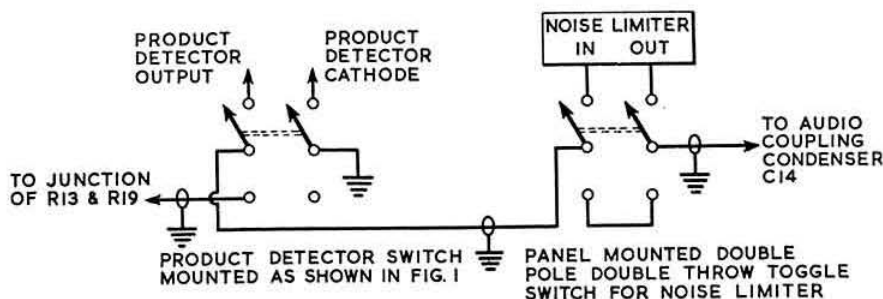 PRODUCT
DETECTOR
OUTPUT
PRODUCT
DETECTOR
CATHODE
NOISE LIMITER
IN OUT
TO AUDIO
COUPLING
CONDENSER
C14
TO JUNCTION
OF R13 & R19
PRODUCT DETECTOR SWITCH
MOUNTED AS SHOWN IN FIG. 1
PANEL MOUNTED DOUBLE
POLE DOUBLE THROW TOGGLE
SWITCH FOR NOISE LIMITER